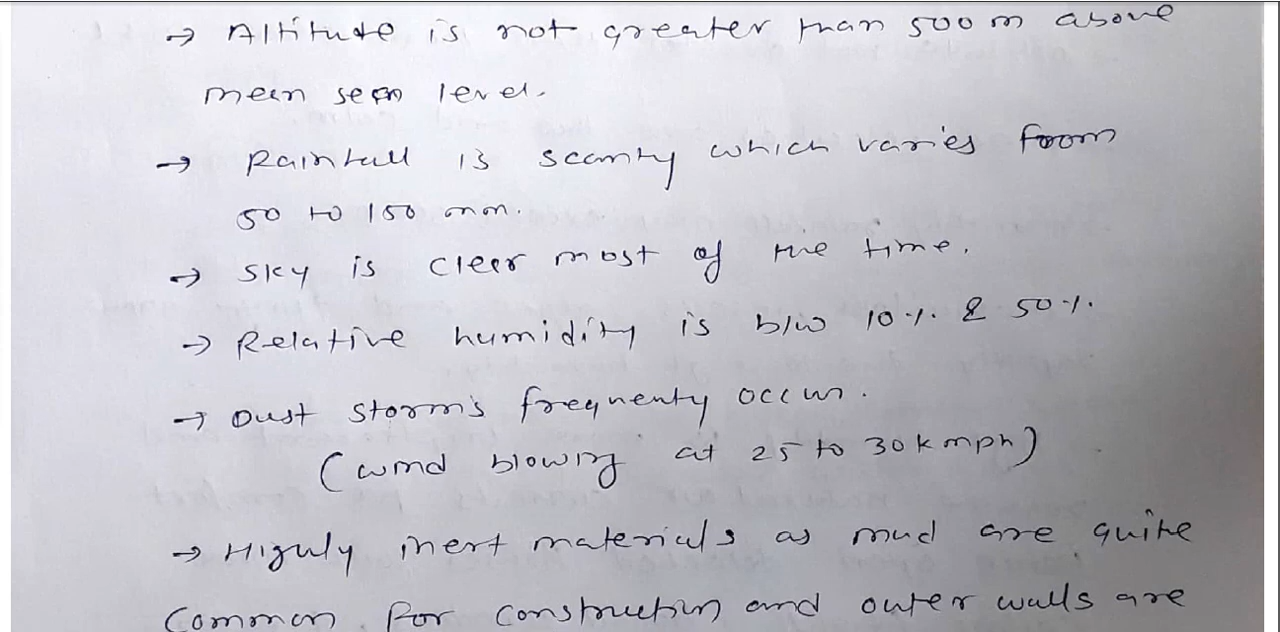 → Altitude is not greater than 500 m above
mean sea level.
→ Rainfall is scanty which varies from
50 to 150 mm.
→ Sky is clear most of the time.
→ Relative humidity is b/w 10 % & 50 %.
→ Dust storms frequently occur.
(wind blowing at 25 to 30 kmph)
→ Highly inert materials as mud are quite
common for construction and outer walls are